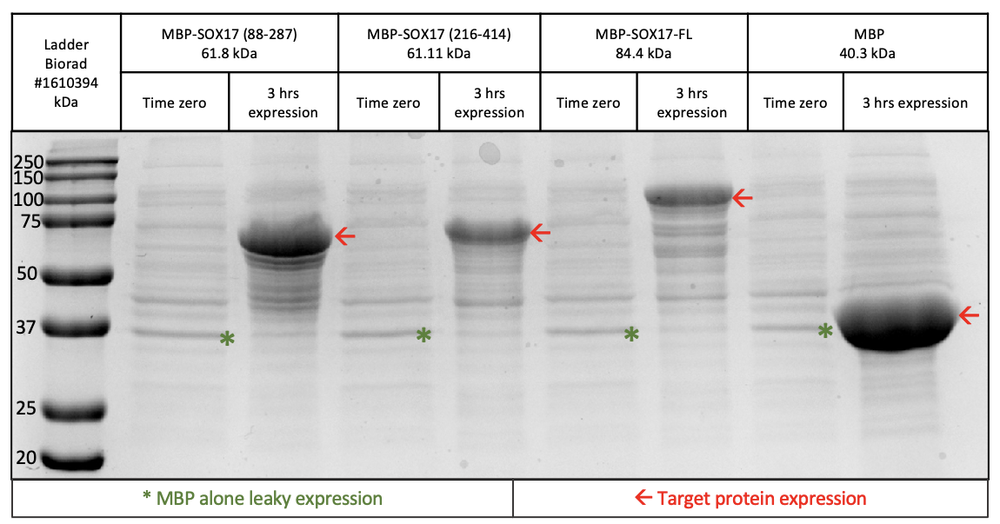 Ladder
Biorad
#1610394
kDa
MBP-SOX17 (88-287)
61.8 kDa
MBP-SOX17 (216-414)
61.11 kDa
MBP-SOX17-FL
84.4 kDa
MBP
40.3 kDa
Time zero
3 hrs
expression
Time zero
3 hrs
expression
Time zero
3 hrs
expression
Time zero
3 hrs expression
250
150
100
75
50
37
25
20
* MBP alone leaky expression
← Target protein expression